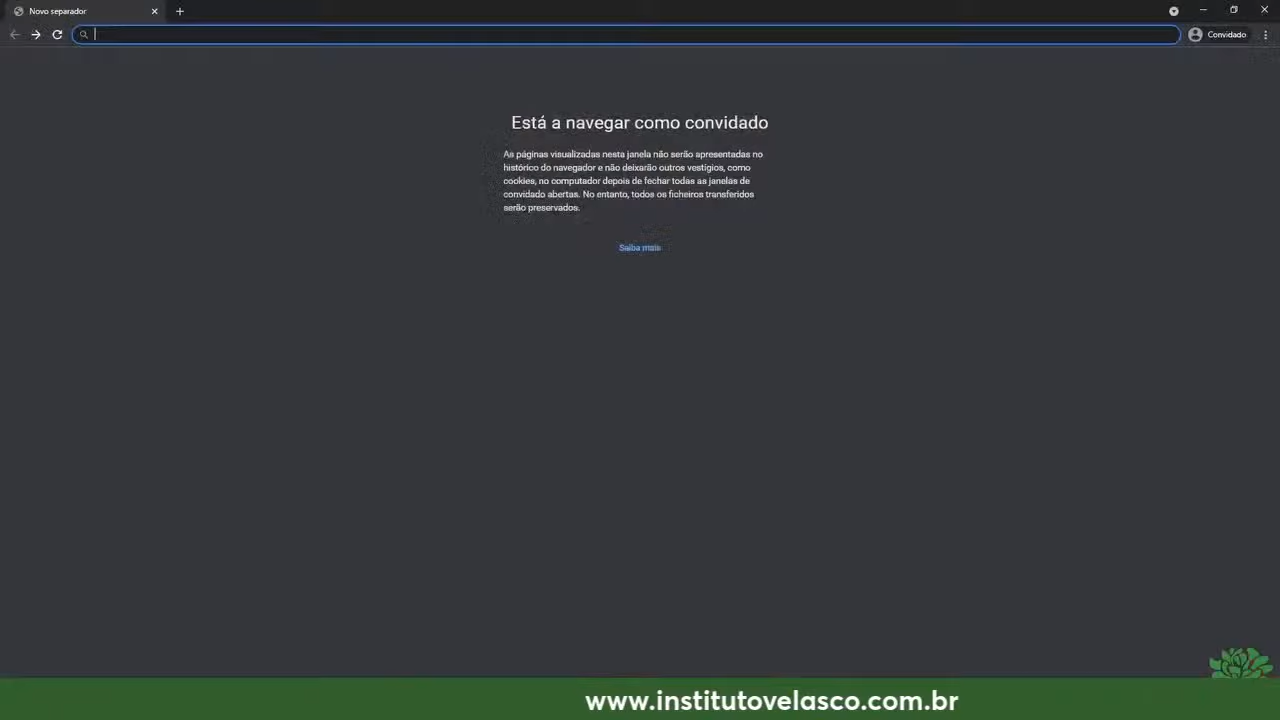 Novo separador
Convidado
Está a navegar como convidado
As páginas visualizadas nesta janela não serão apresentadas no
histórico do navegador e não deixarão outros vestígios, como
cookies, no computador depois de fechar todas as janelas de
convidado abertas. No entanto, todos os ficheiros transferidos
serão preservados.
Saiba mais
www.institutovelasco.com.br